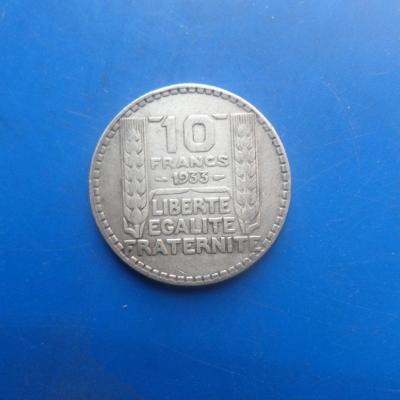 10
FRANCS
- 1933 -
LIBERTE
EGALITE
FRATERNITE